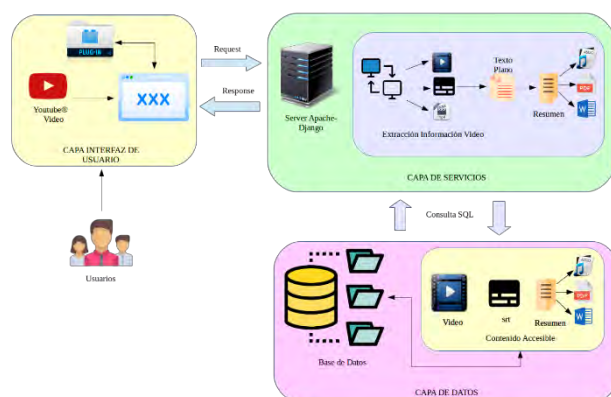 PLUG-IN
XXX
Youtube®
Video
CAPA INTERFAZ DE
USUARIO
Usuarios
Request
Response
Server Apache-
Django
Texto
Plano
Resumen
PDF
W
Extracción Información Video
CAPA DE SERVICIOS
Consulta SQL
Base de Datos
Video
srt
Resumen
PDF
W
Contenido Accesible
CAPA DE DATOS